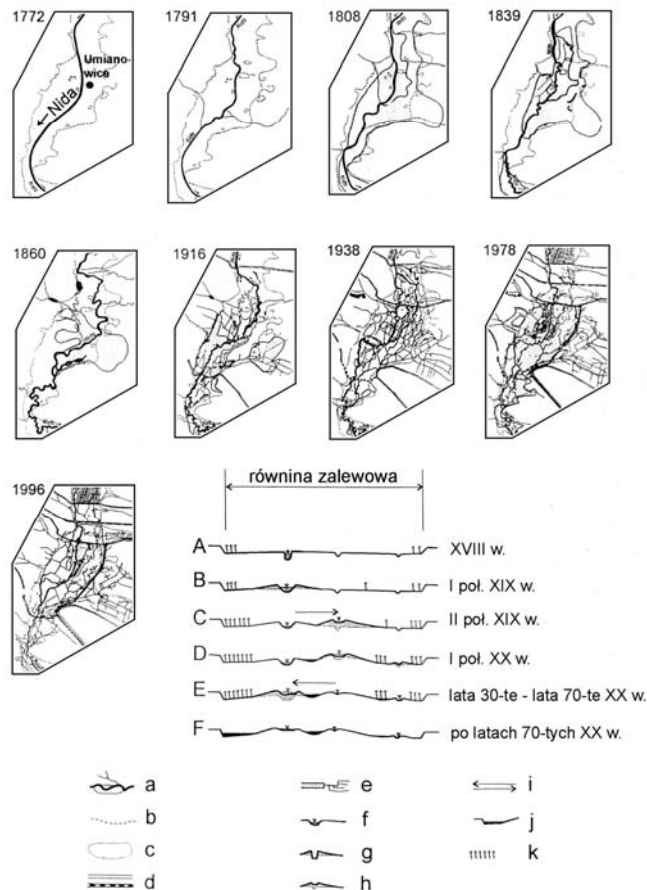 1772
Umiano-
wice
Nida
1791
1808
1839
1860
1916
1938
1978
1996
równina zalewowa
A XVIII w.
B I poł. XIX w.
C II poł. XIX w.
D I poł. XX w.
E lata 30-te - lata 70-te XX w.
F po latach 70-tych XX w.
a e i
b f j
c g k
d h